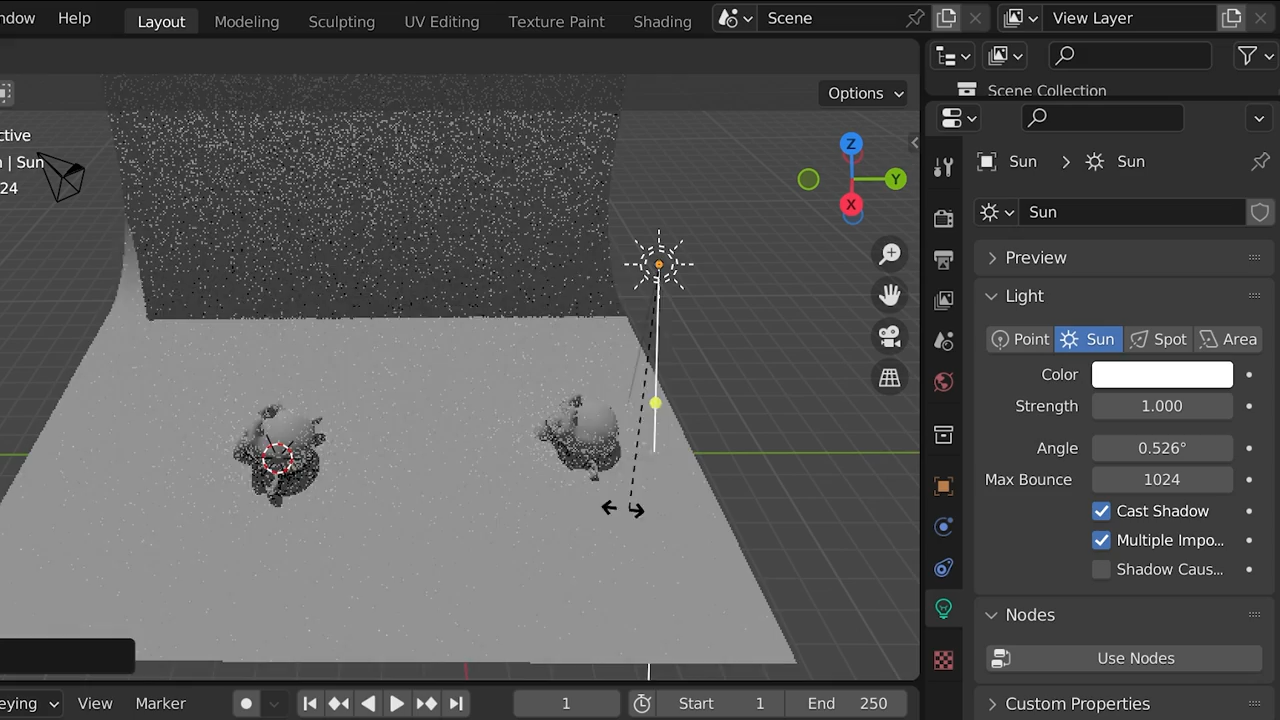 ndow Help Layout Modeling Sculpting UV Editing Texture Paint Shading Scene View Layer
Options
ctive
n | Sun
24
Z
Y
X
Scene Collection
Sun > Sun
Sun
Preview
Light
Point Sun Spot Area
Color
Strength 1.000
Angle 0.526°
Max Bounce 1024
Cast Shadow
Multiple Impo...
Shadow Caus...
Nodes
Use Nodes
Custom Properties
eying View Marker 1 Start 1 End 250